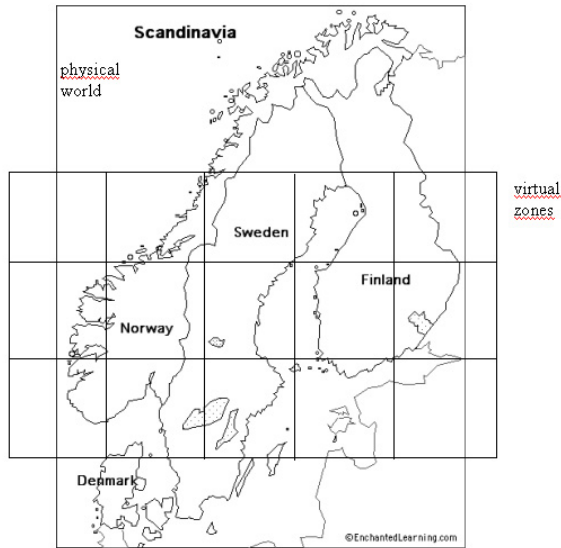 Scandinavia
physical
world
virtual
zones
Sweden
Finland
Norway
Denmark
©EnchantedLearning.com